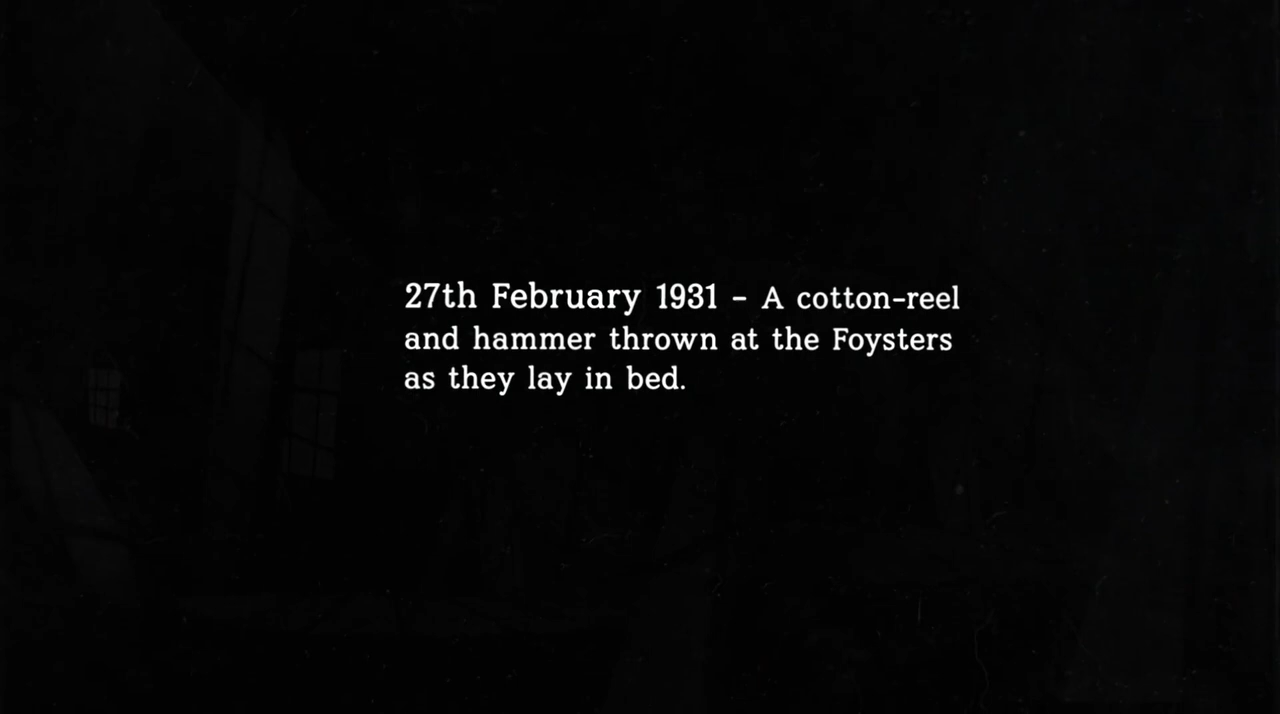 27th February 1931 – A cotton-reel
and hammer thrown at the Foysters
as they lay in bed.